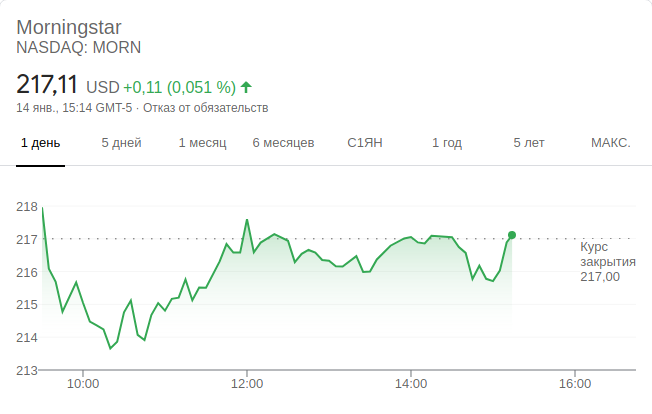 Morningstar
NASDAQ: MORN
217,11 USD +0,11 (0,051 %)
14 янв., 15:14 GMT-5 · Отказ от обязательств
1 день 5 дней 1 месяц 6 месяцев С1ЯН 1 год 5 лет МАКС.
218
217
216
215
214
213
Курс
закрытия
217,00
10:00 12:00 14:00 16:00